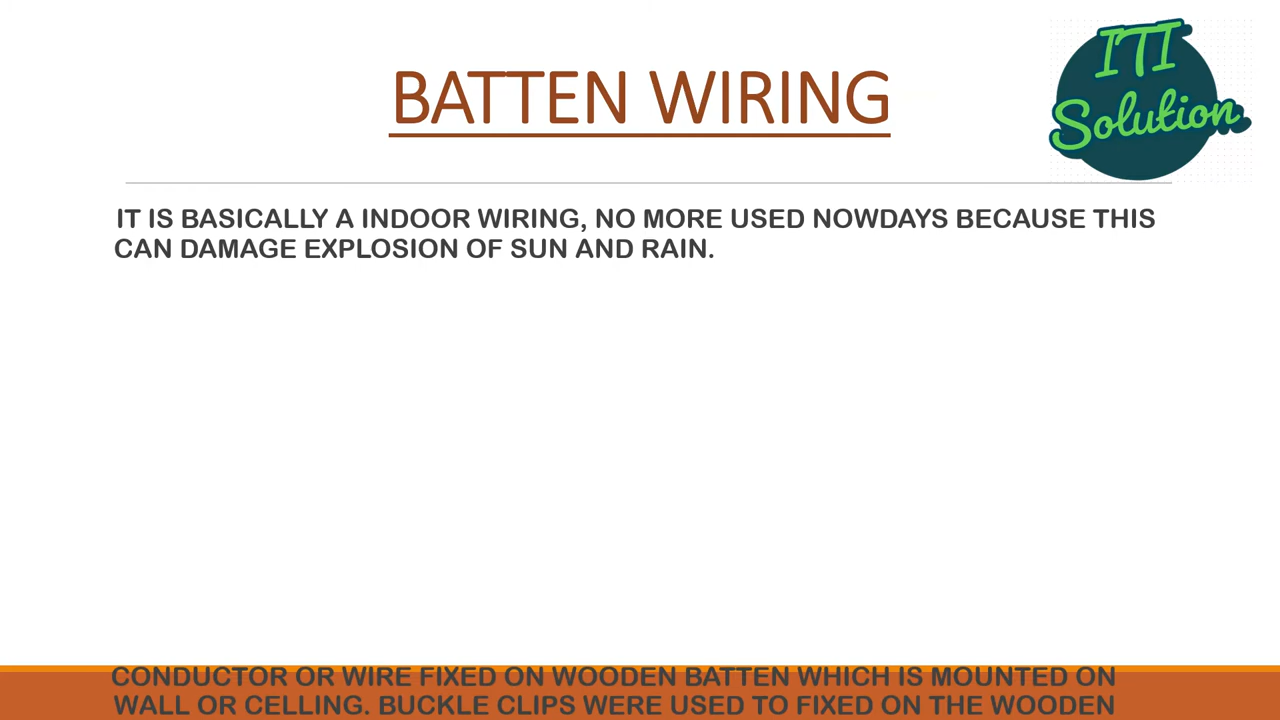 BATTEN WIRING
ITI
Solution
IT IS BASICALLY A INDOOR WIRING, NO MORE USED NOWDAYS BECAUSE THIS
CAN DAMAGE EXPLOSION OF SUN AND RAIN.
CONDUCTOR OR WIRE FIXED ON WOODEN BATTEN WHICH IS MOUNTED ON
WALL OR CELLING. BUCKLE CLIPS WERE USED TO FIXED ON THE WOODEN